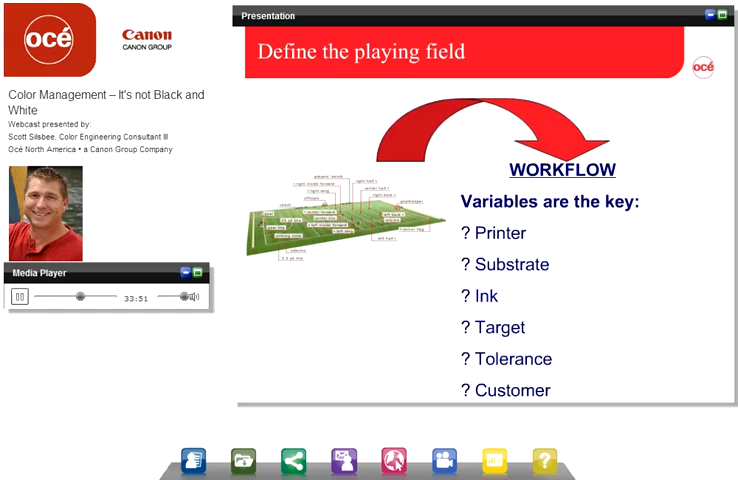 océ
Canon
CANON GROUP
Color Management – It's not Black and
White
Webcast presented by:
Scott Silsbee, Color Engineering Consultant III
Océ North America • a Canon Group Company
Media Player
33:51
Presentation
Define the playing field
océ
WORKFLOW
Variables are the key:
? Printer
? Substrate
? Ink
? Target
? Tolerance
? Customer